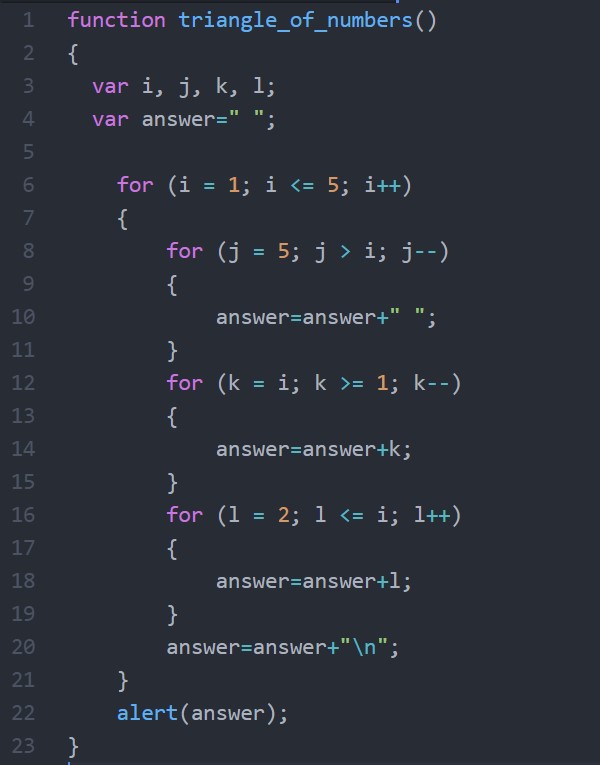 1 function triangle_of_numbers()
2 {
3 var i, j, k, l;
4 var answer=" ";
5
6 for (i = 1; i <= 5; i++)
7 {
8 for (j = 5; j > i; j--)
9 {
10 answer=answer+" ";
11 }
12 for (k = i; k >= 1; k--)
13 {
14 answer=answer+k;
15 }
16 for (l = 2; l <= i; l++)
17 {
18 answer=answer+l;
19 }
20 answer=answer+"\n";
21 }
22 alert(answer);
23 }